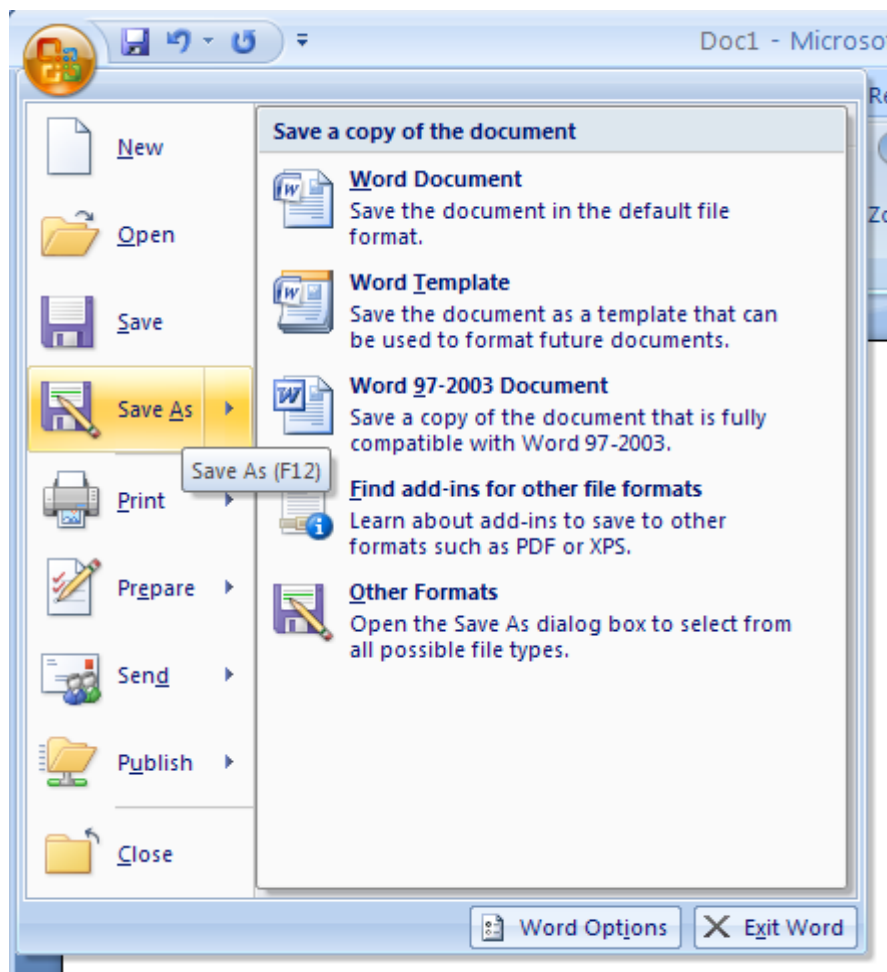 Doc1 - Microso
New
Open
Save
Save As
Save As (F12)
Print
Prepare
Send
Publish
Close
Save a copy of the document
Word Document
Save the document in the default file
format.
Word Template
Save the document as a template that can
be used to format future documents.
Word 97-2003 Document
Save a copy of the document that is fully
compatible with Word 97-2003.
Find add-ins for other file formats
Learn about add-ins to save to other
formats such as PDF or XPS.
Other Formats
Open the Save As dialog box to select from
all possible file types.
Word Options
Exit Word